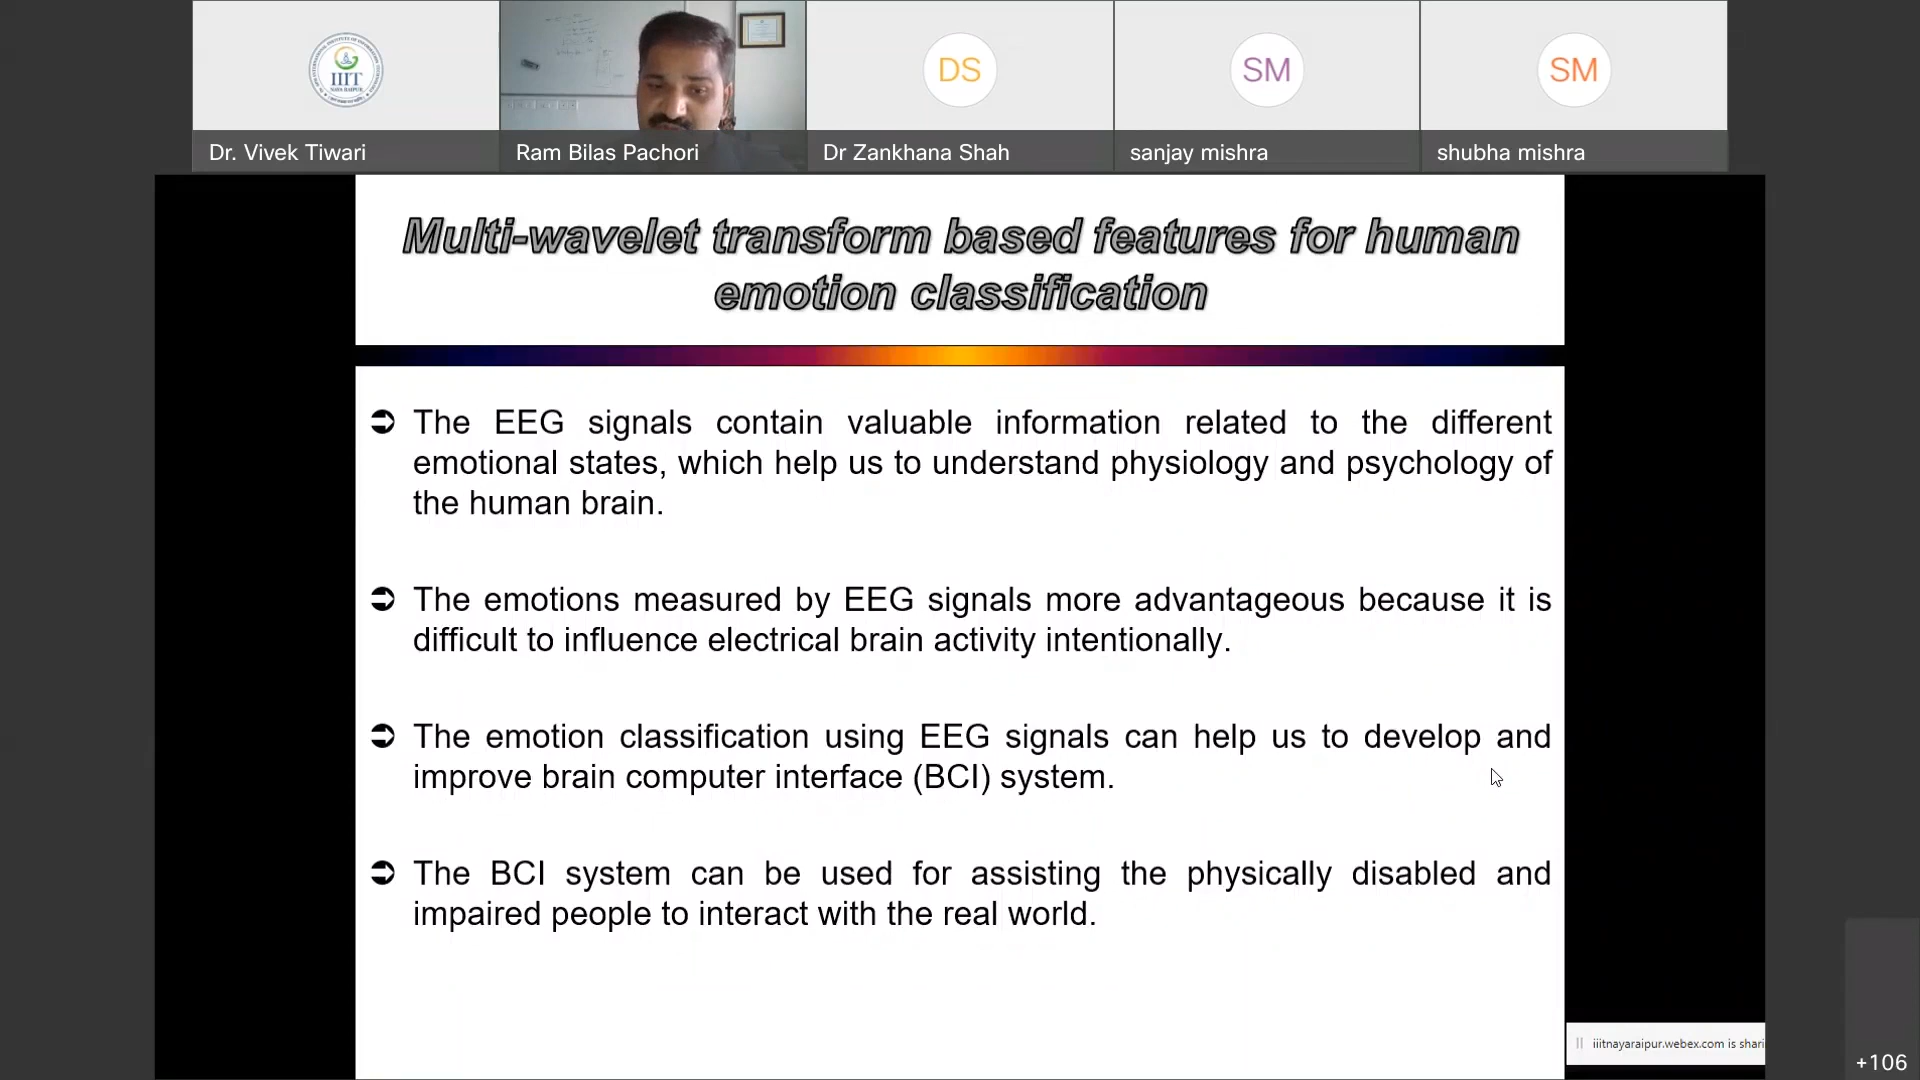 IIIT
NAYA RAIPUR
DS
SM
SM
Dr. Vivek Tiwari
Ram Bilas Pachori
Dr Zankhana Shah
sanjay mishra
shubha mishra
Multi-wavelet transform based features for human
emotion classification
The EEG signals contain valuable information related to the different
emotional states, which help us to understand physiology and psychology of
the human brain.
The emotions measured by EEG signals more advantageous because it is
difficult to influence electrical brain activity intentionally.
The emotion classification using EEG signals can help us to develop and
improve brain computer interface (BCI) system.
The BCI system can be used for assisting the physically disabled and
impaired people to interact with the real world.
iiitnayaraipur.webex.com is shari
+106